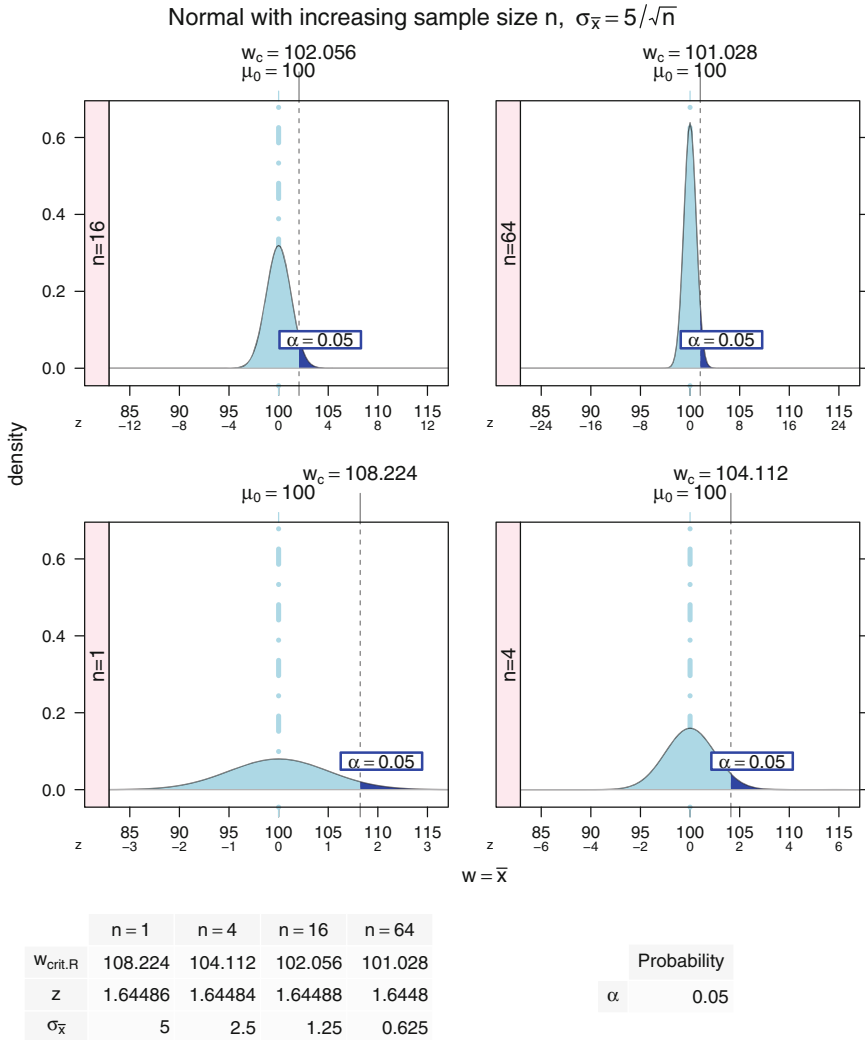 Normal with increasing sample size n, σx̄ = 5/√n
wc = 102.056
μ0 = 100
wc = 101.028
μ0 = 100
n=16
0.6
0.4
0.2
0.0
α = 0.05
85 90 95 100 105 110 115
z −12 −8 −4 0 4 8 12
n=64
α = 0.05
85 90 95 100 105 110 115
z −24 −16 −8 0 8 16 24
density
wc = 108.224
μ0 = 100
wc = 104.112
μ0 = 100
n=1
0.6
0.4
0.2
0.0
α = 0.05
85 90 95 100 105 110 115
z −3 −2 −1 0 1 2 3
n=4
α = 0.05
85 90 95 100 105 110 115
z −6 −4 −2 0 2 4 6
w = x̄
n = 1 n = 4 n = 16 n = 64
wcrit.R 108.224 104.112 102.056 101.028
z 1.64486 1.64484 1.64488 1.6448
σx̄ 5 2.5 1.25 0.625
Probability
α 0.05